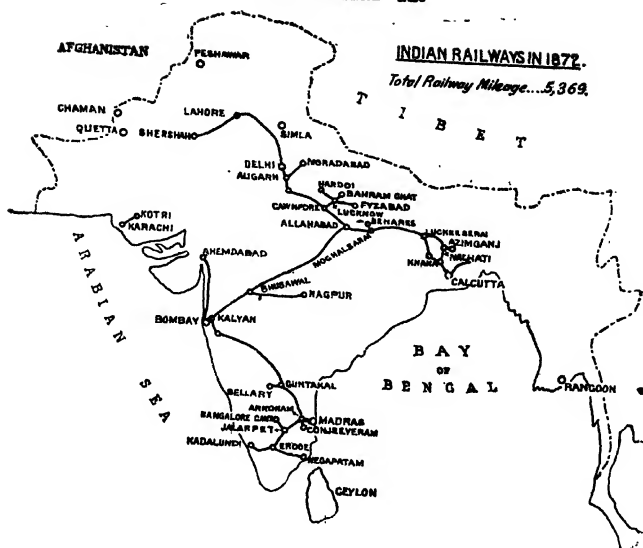 INDIAN RAILWAYS IN 1872.
Total Railway Mileage....5,369.
AFGHANISTAN
PESHAWAR
TIBET
CHAMAN
LAHORE
QUETTA
SHERSHAH
SIMLA
DELHI
MORADABAD
ALIGARH
HARDOI
BAHRAM GHAT
CAWNPORE
FYZABAD
LUCKNOW
BENARES
KOTRI
KARACHI
ALLAHABAD
LUCKEESERAI
AZIMGANJ
MOGHALSARAI
NALHATI
KHANA
AHEMDABAD
CALCUTTA
BHUSAWAL
NAGPUR
ARABIAN SEA
BOMBAY
KALYAN
BAY
OF
BENGAL
RANGOON
GUNTAKAL
BELLARY
ARKONAM
BANGALORE CANTT
MADRAS
JALARPET
CONJEEVERAM
KADALUNDI
ERODE
NEGAPATAM
CEYLON